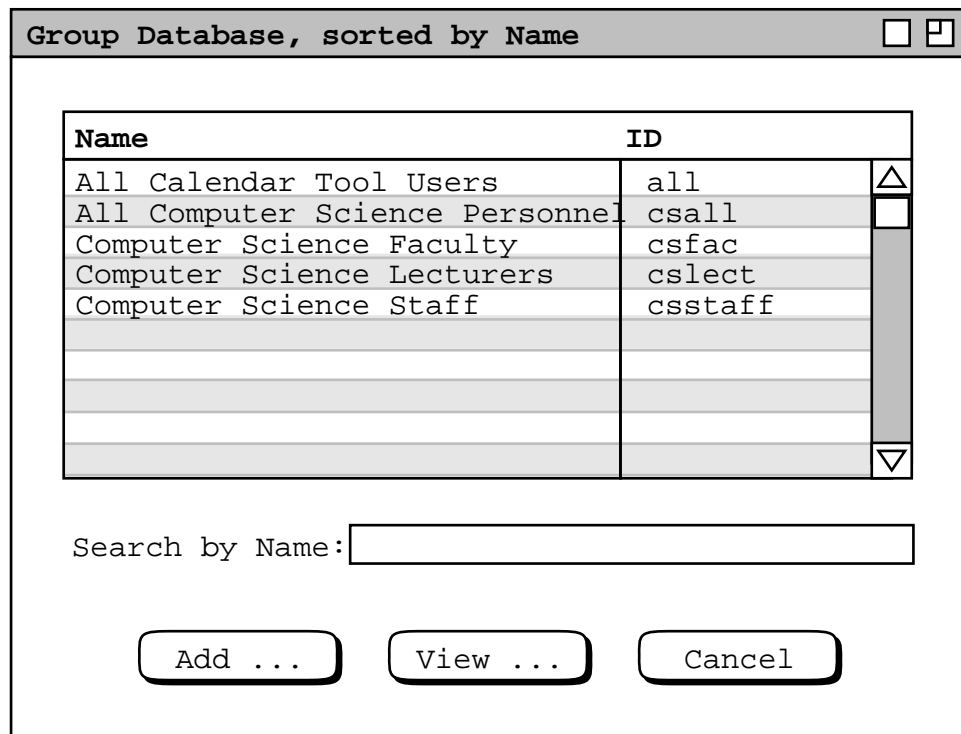 Group Database, sorted by Name
Name ID
All Calendar Tool Users all
All Computer Science Personnel csall
Computer Science Faculty csfac
Computer Science Lecturers cslect
Computer Science Staff csstaff
Search by Name:
Add ... View ... Cancel